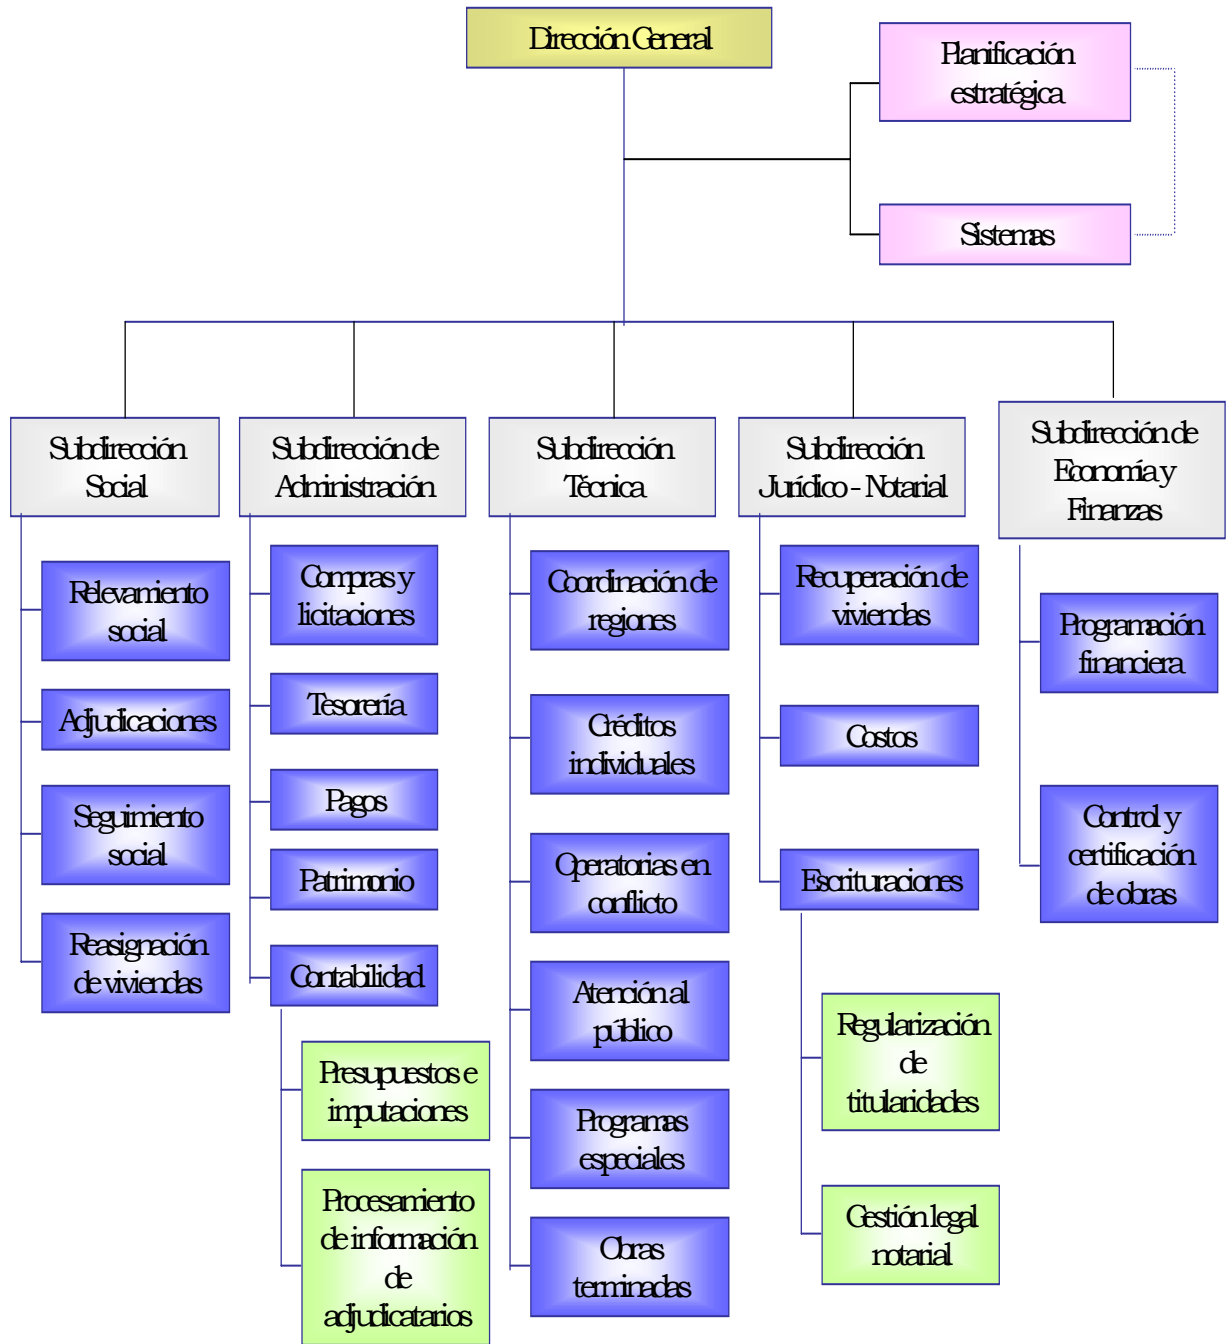 Dirección General
Planificación
estratégica
Sistemas
Subdirección
Social
Subdirección de
Administración
Subdirección
Técnica
Subdirección
Jurídico - Notarial
Subdirección de
Economía y
Finanzas
Relevamiento
social
Adjudicaciones
Seguimiento
social
Reasignación
de viviendas
Compras y
licitaciones
Tesorería
Pagos
Patrimonio
Contabilidad
Presupuestos e
imputaciones
Procesamiento
de información
de
adjudicatarios
Coordinación de
regiones
Créditos
individuales
Operatorias en
conflicto
Atención al
público
Programas
especiales
Obras
terminadas
Recuperación de
viviendas
Costos
Escrituraciones
Regularización
de
titularidades
Gestión legal
notarial
Programación
financiera
Control y
certificación
de obras